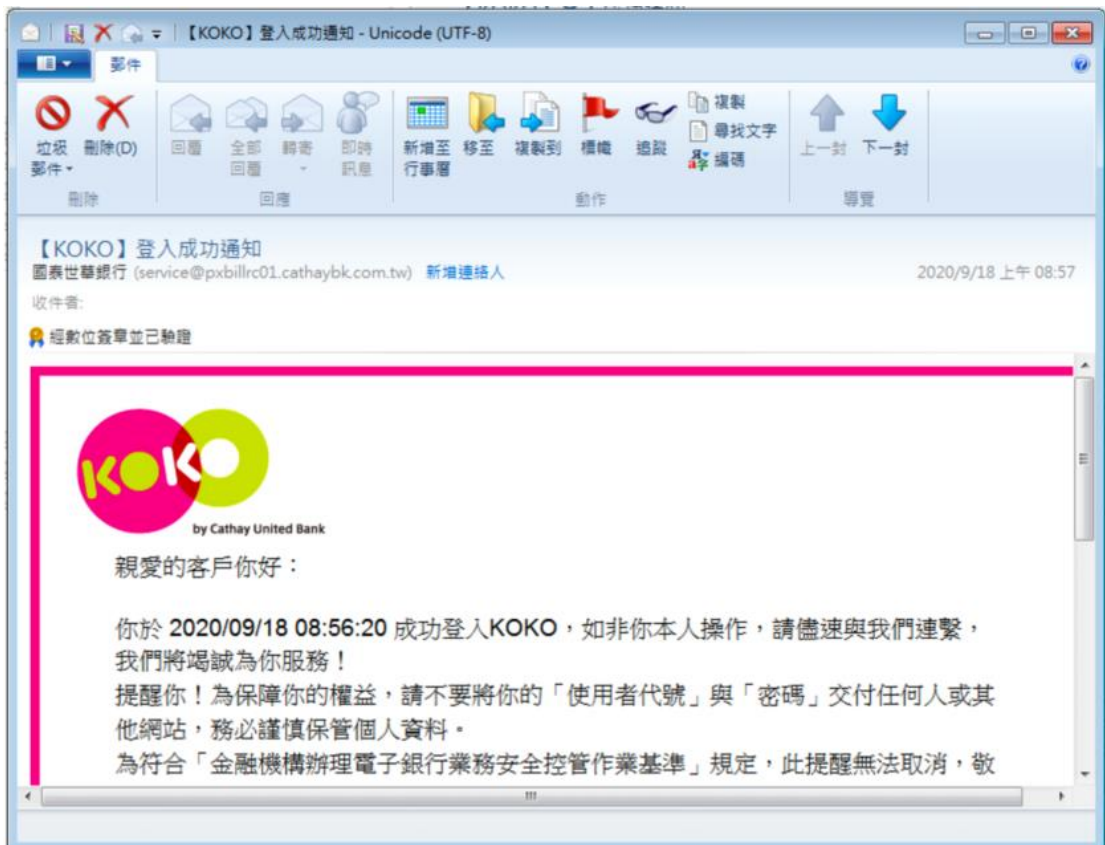 【KOKO】登入成功通知 - Unicode (UTF-8)
郵件
垃圾郵件
刪除(D)
回覆
全部回覆
轉寄
即時訊息
新增至行事曆
移至
複製到
標幟
追蹤
複製
尋找文字
編碼
上一封
下一封
刪除
回應
動作
導覽
【KOKO】登入成功通知
國泰世華銀行 (service@pxbillrc01.cathaybk.com.tw) 新增連絡人
2020/9/18 上午 08:57
收件者:
經數位簽章並已驗證
KOKO
by Cathay United Bank
親愛的客戶你好：
你於 2020/09/18 08:56:20 成功登入KOKO，如非你本人操作，請儘速與我們連繫，
我們將竭誠為你服務！
提醒你！為保障你的權益，請不要將你的「使用者代號」與「密碼」交付任何人或其
他網站，務必謹慎保管個人資料。
為符合「金融機構辦理電子銀行業務安全控管作業基準」規定，此提醒無法取消，敬